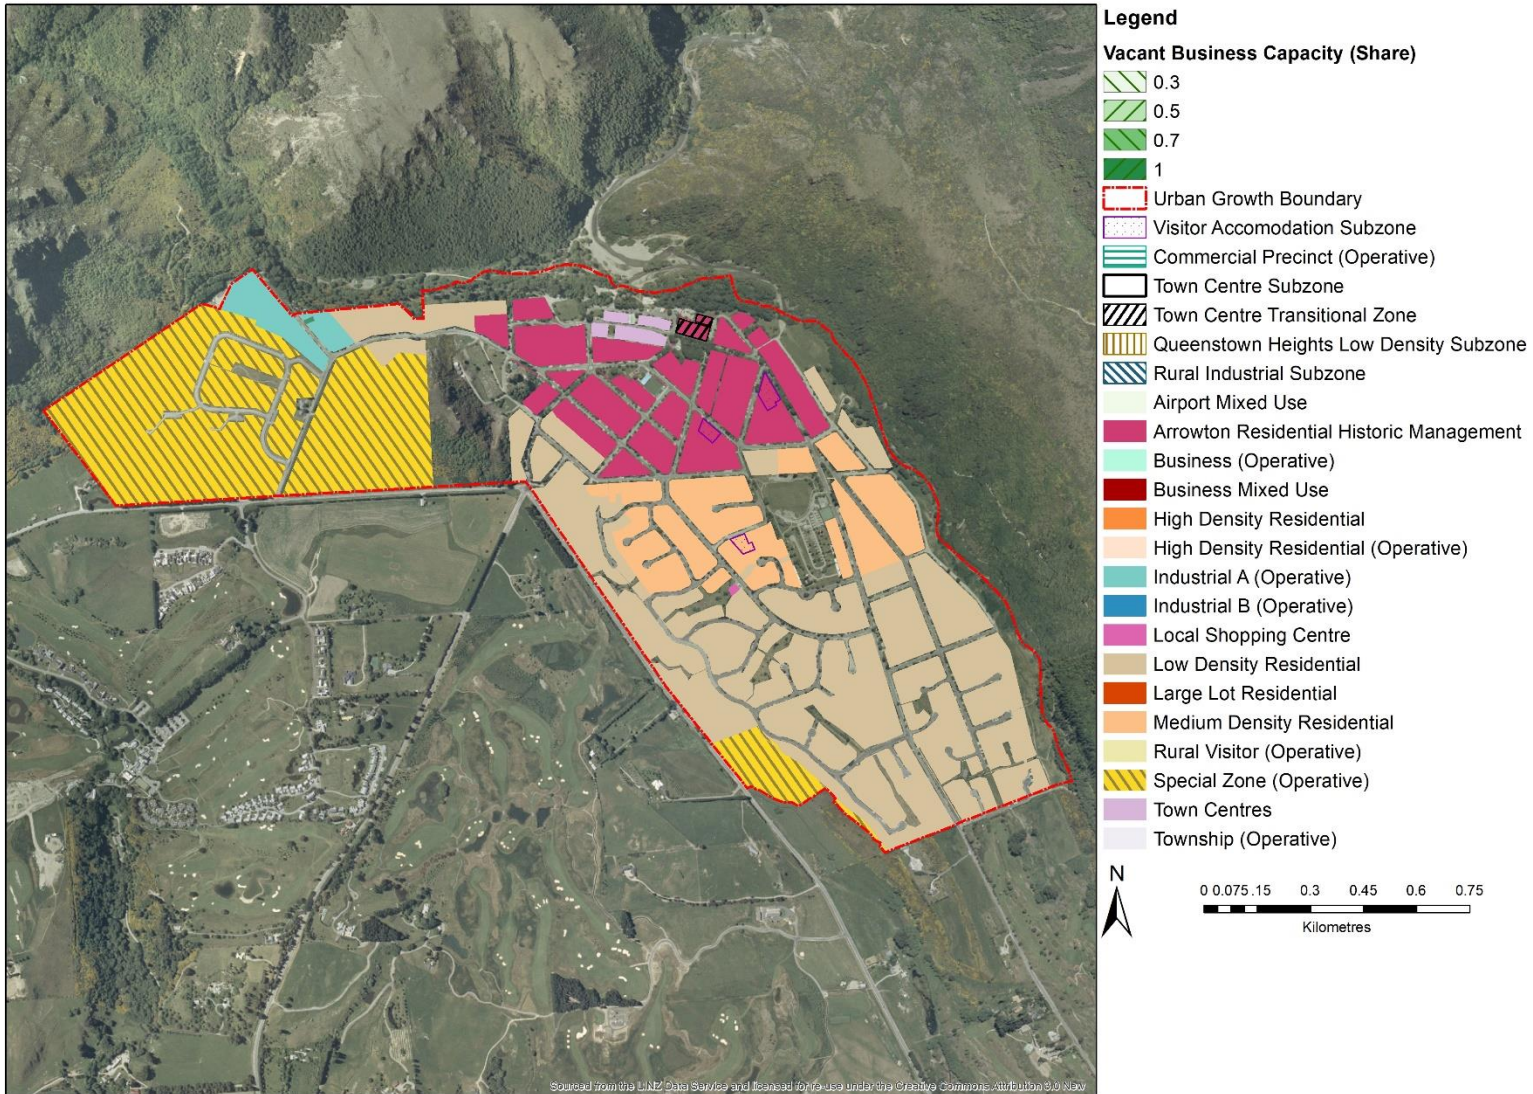 Legend
Vacant Business Capacity (Share)
0.3
0.5
0.7
1
Urban Growth Boundary
Visitor Accomodation Subzone
Commercial Precinct (Operative)
Town Centre Subzone
Town Centre Transitional Zone
Queenstown Heights Low Density Subzone
Rural Industrial Subzone
Airport Mixed Use
Arrowton Residential Historic Management
Business (Operative)
Business Mixed Use
High Density Residential
High Density Residential (Operative)
Industrial A (Operative)
Industrial B (Operative)
Local Shopping Centre
Low Density Residential
Large Lot Residential
Medium Density Residential
Rural Visitor (Operative)
Special Zone (Operative)
Town Centres
Township (Operative)
N
0 0.075.15 0.3 0.45 0.6 0.75
Kilometres
Sourced from the LINZ Data Service and licensed for re-use under the Creative Commons Attribution 3.0 New